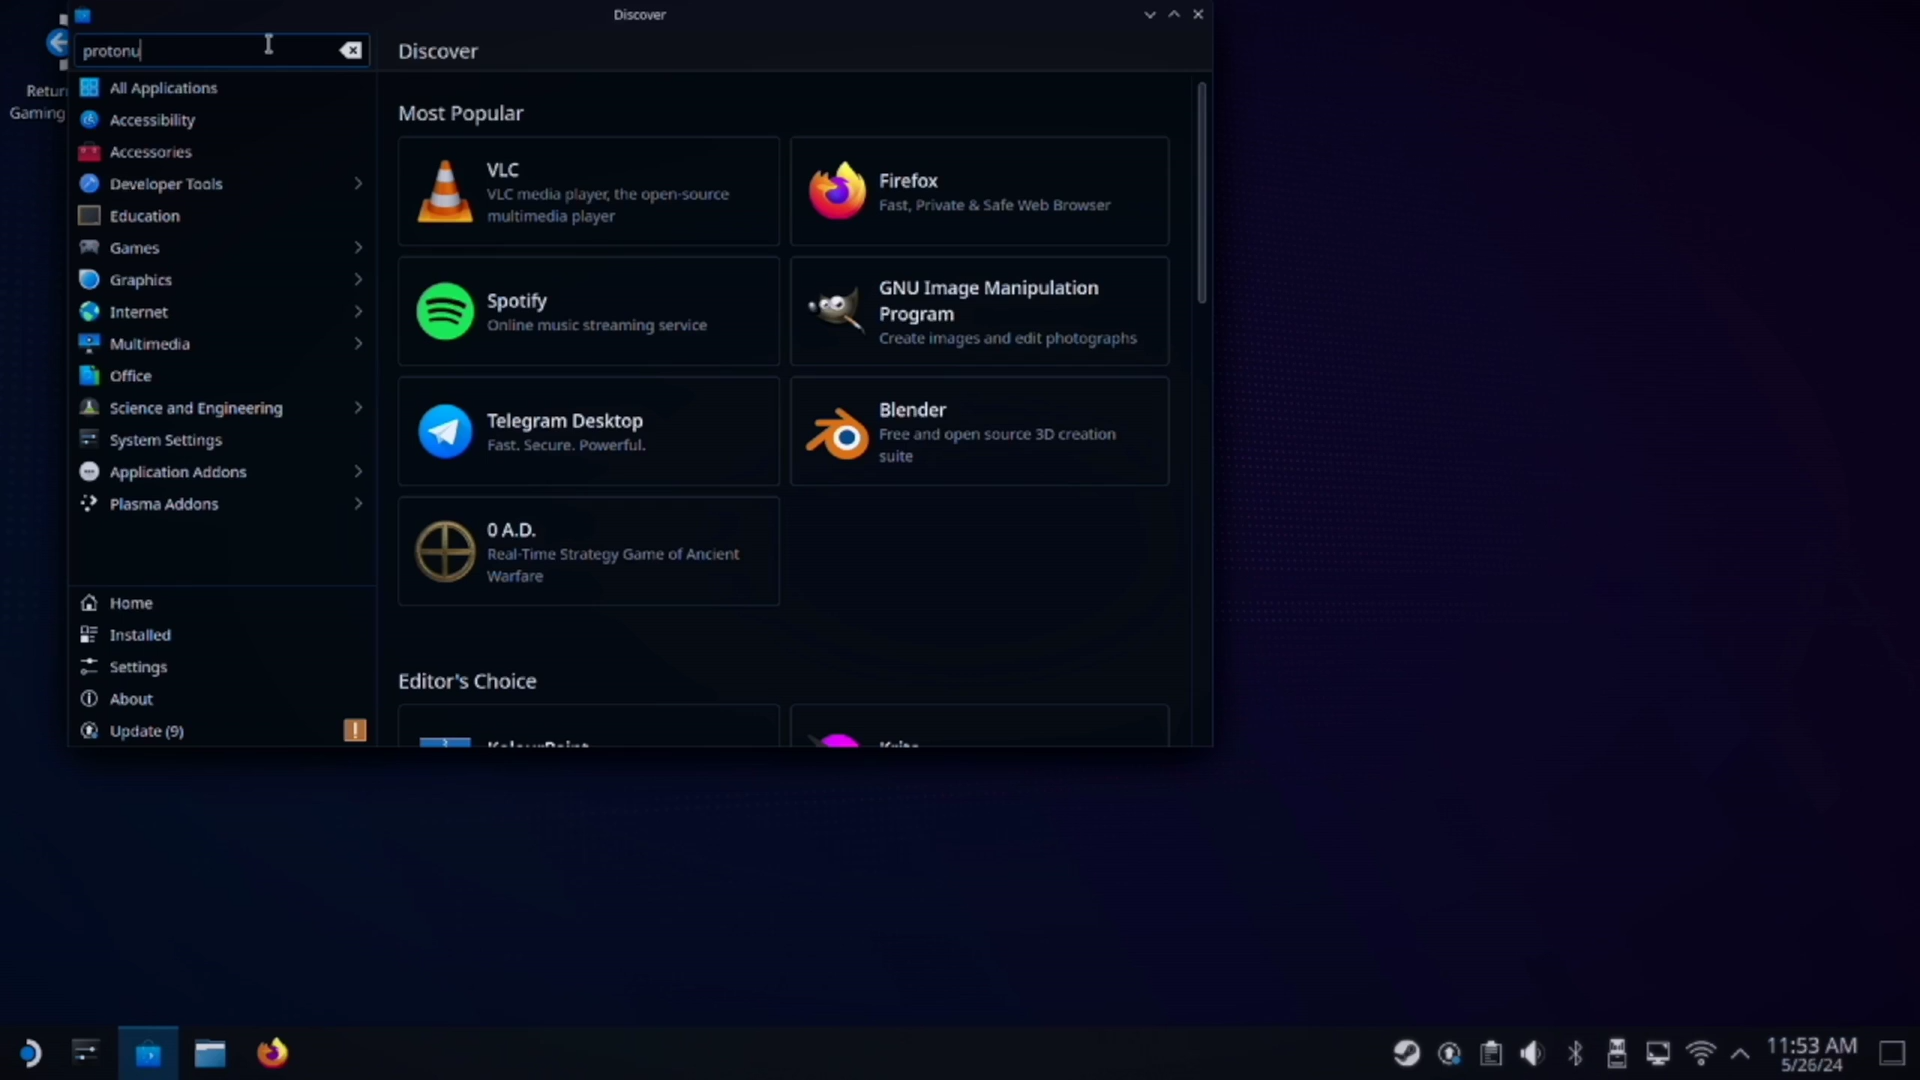 Discover
protonu
Discover
Retur
Gaming
All Applications
Accessibility
Accessories
Developer Tools
Education
Games
Graphics
Internet
Multimedia
Office
Science and Engineering
System Settings
Application Addons
Plasma Addons
Home
Installed
Settings
About
Update (9)
Most Popular
VLC
VLC media player, the open-source
multimedia player
Firefox
Fast, Private & Safe Web Browser
Spotify
Online music streaming service
GNU Image Manipulation
Program
Create images and edit photographs
Telegram Desktop
Fast. Secure. Powerful.
Blender
Free and open source 3D creation
suite
0 A.D.
Real-Time Strategy Game of Ancient
Warfare
Editor's Choice
KolourPaint
Krita
11:53 AM
5/26/24